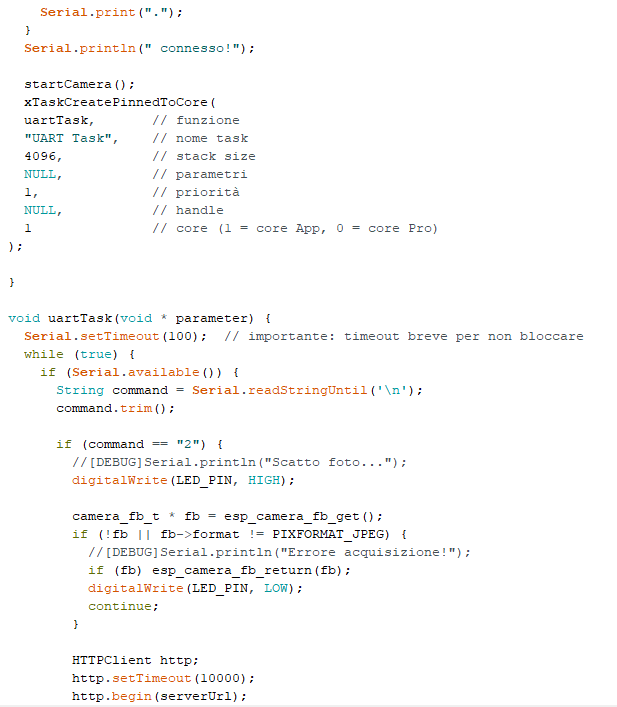 Serial.print(".");
  }
  Serial.println(" connesso!");

  startCamera();
  xTaskCreatePinnedToCore(
  uartTask,       // funzione
  "UART Task",    // nome task
  4096,           // stack size
  NULL,           // parametri
  1,              // priorità
  NULL,           // handle
  1               // core (1 = core App, 0 = core Pro)
);

}

void uartTask(void * parameter) {
  Serial.setTimeout(100);  // importante: timeout breve per non bloccare
  while (true) {
    if (Serial.available()) {
      String command = Serial.readStringUntil('\n');
      command.trim();

      if (command == "2") {
        //[DEBUG]Serial.println("Scatto foto...");
        digitalWrite(LED_PIN, HIGH);

        camera_fb_t * fb = esp_camera_fb_get();
        if (!fb || fb->format != PIXFORMAT_JPEG) {
          //[DEBUG]Serial.println("Errore acquisizione!");
          if (fb) esp_camera_fb_return(fb);
          digitalWrite(LED_PIN, LOW);
          continue;
        }

        HTTPClient http;
        http.setTimeout(10000);
        http.begin(serverUrl);